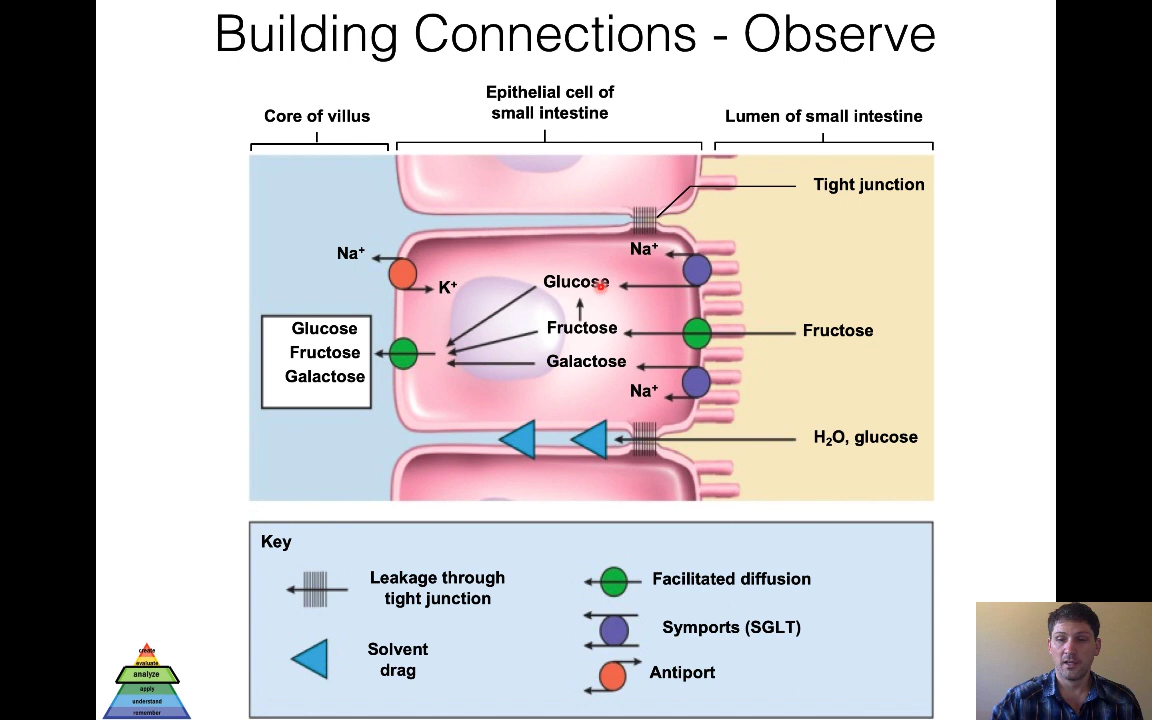 Building Connections - Observe
Core of villus
Epithelial cell of
small intestine
Lumen of small intestine
Tight junction
Na⁺
K⁺
Na⁺
Glucose
Fructose
Galactose
Na⁺
Fructose
Glucose
Fructose
Galactose
H₂O, glucose
Key
Leakage through
tight junction
Solvent
drag
Facilitated diffusion
Symports (SGLT)
Antiport
create
evaluate
analyze
apply
understand
remember